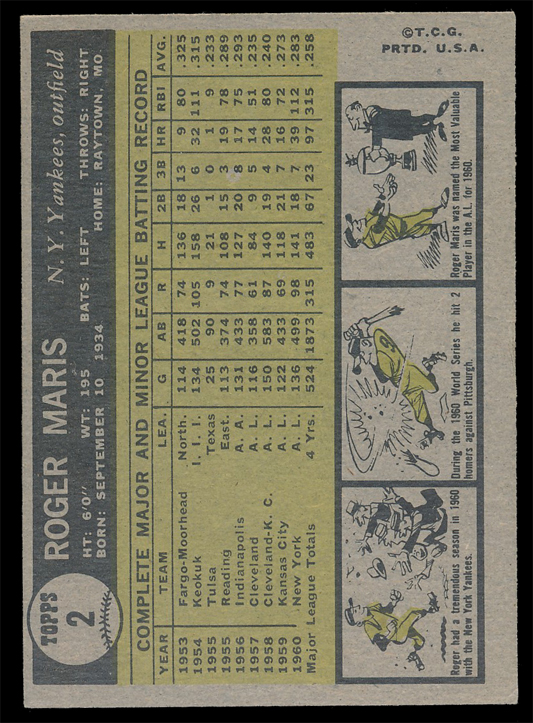 TOPPS
2
ROGER MARIS N. Y. Yankees, outfield
HT: 6'0" WT: 195 BATS: LEFT THROWS: RIGHT
BORN: SEPTEMBER 10 1934 HOME: RAYTOWN, MO.
COMPLETE MAJOR AND MINOR LEAGUE BATTING RECORD
YEAR TEAM LEA. G AB R H 2B 3B HR RBI AVG.
1953 Fargo-Moorhead North. 114 418 74 136 18 13 9 80 .325
1954 Keokuk I. I. I. 134 502 105 158 26 6 32 111 .315
1955 Tulsa Texas 25 90 9 21 1 0 1 9 .233
1955 Reading East. 113 374 74 108 15 3 19 78 .289
1956 Indianapolis A. A. 131 433 77 127 20 8 17 75 .293
1957 Cleveland A. L. 116 358 61 84 9 5 14 51 .235
1958 Cleveland-K. C. A. L. 150 583 87 140 19 4 28 80 .240
1959 Kansas City A. L. 122 433 69 118 21 7 16 72 .273
1960 New York A. L. 136 499 98 141 18 7 39 112 .283
Major League Totals 4 Yrs. 524 1873 315 483 67 23 97 315 .258
Roger had a tremendous season in 1960
with the New York Yankees.
9
During the 1960 World Series he hit 2
homers against Pittsburgh.
Roger Maris was named the Most Valuable
Player in the A.L. for 1960.
©T.C.G.
PRTD. U.S.A.